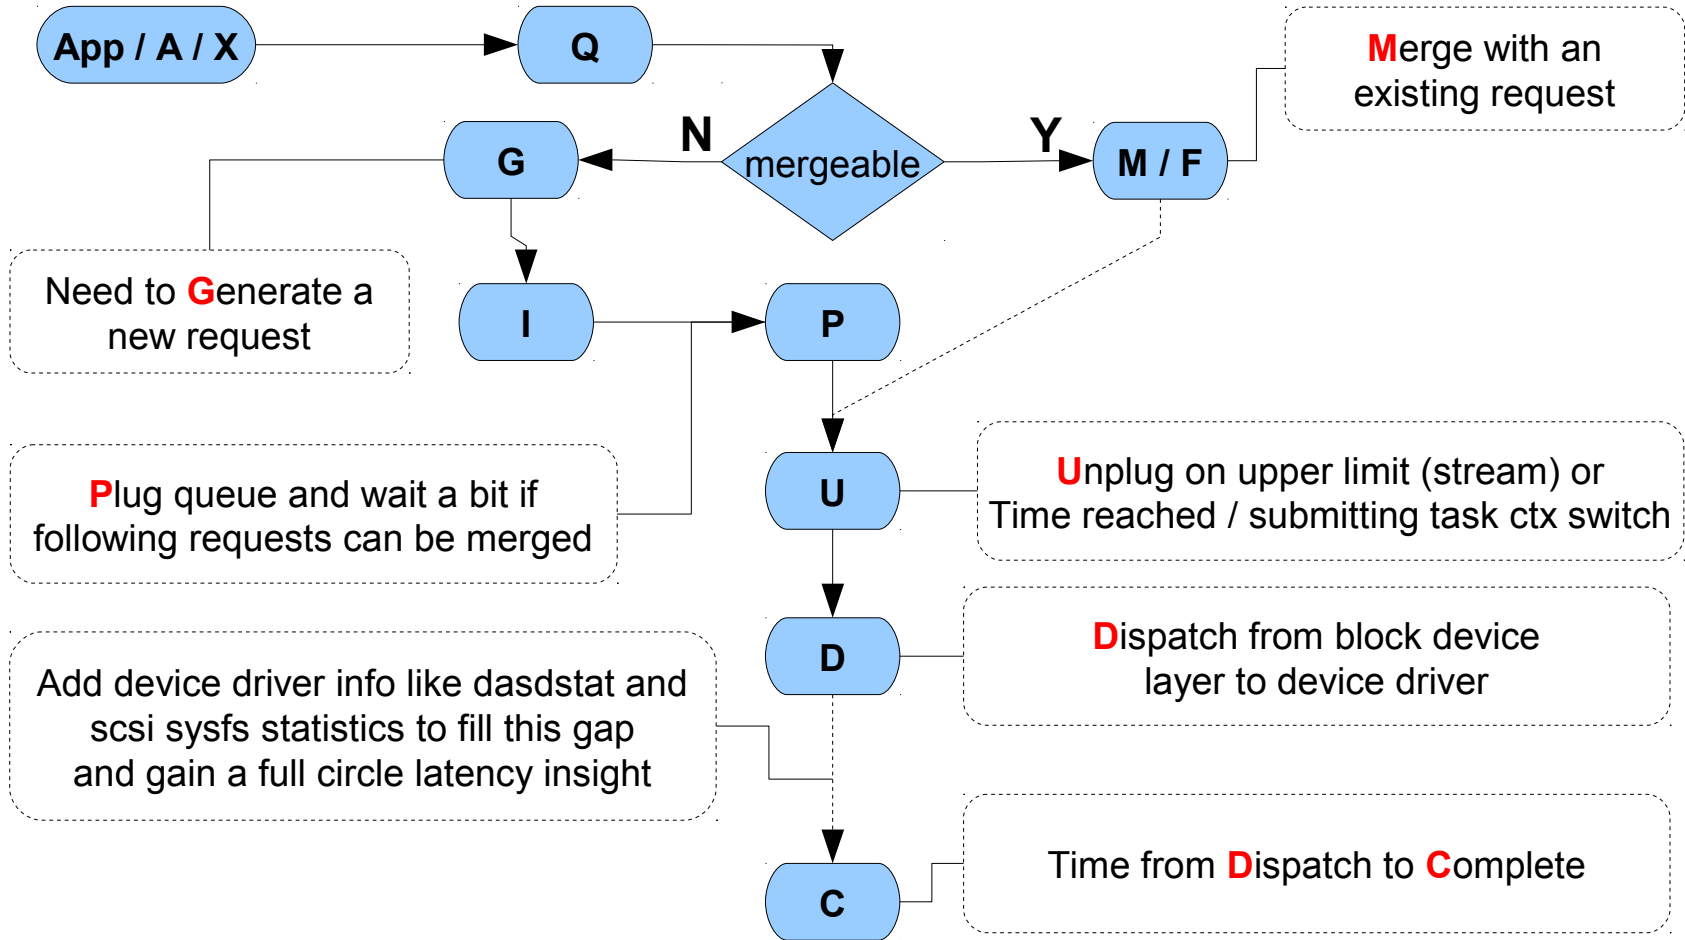 App / A / X
Q
Merge with an
existing request
N
Y
G
mergeable
M / F
Need to Generate a
new request
I
P
Plug queue and wait a bit if
following requests can be merged
U
Unplug on upper limit (stream) or
Time reached / submitting task ctx switch
D
Dispatch from block device
layer to device driver
Add device driver info like dasdstat and
scsi sysfs statistics to fill this gap
and gain a full circle latency insight
C
Time from Dispatch to Complete